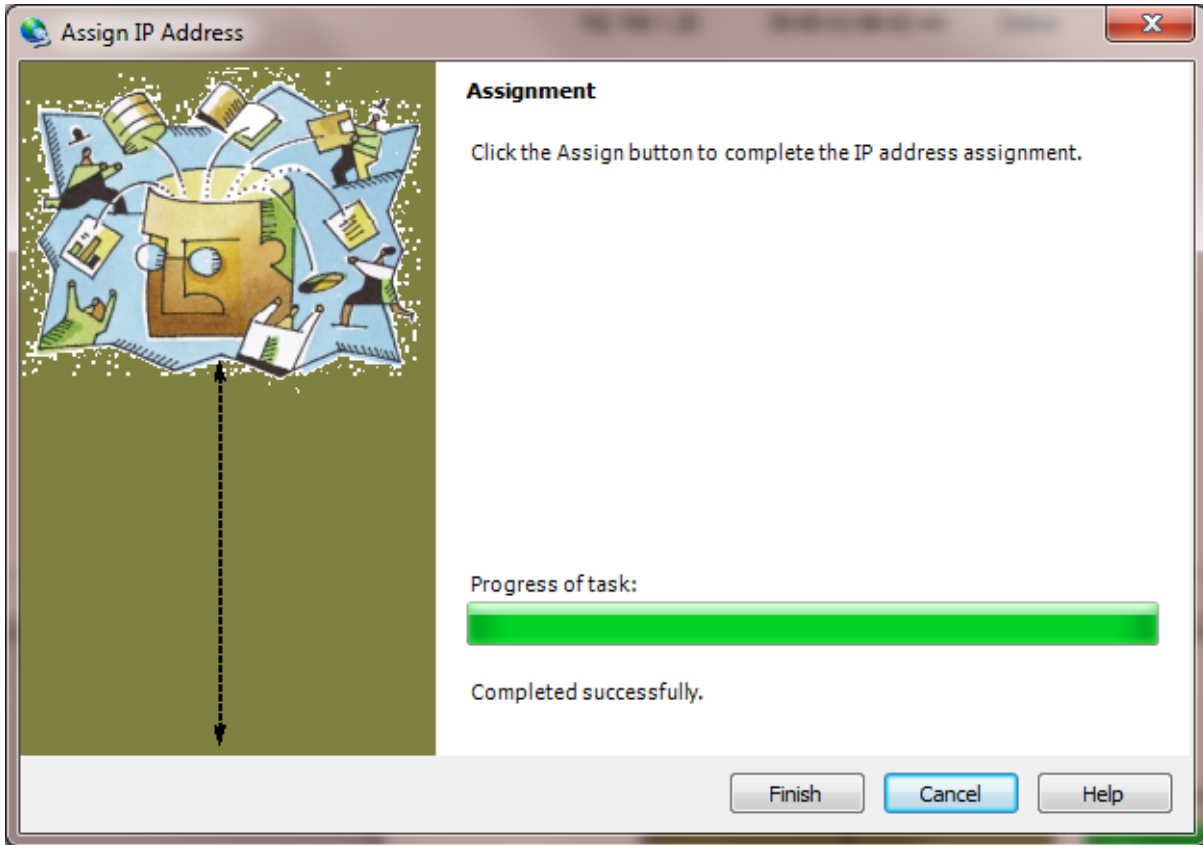 Assign IP Address
Assignment
Click the Assign button to complete the IP address assignment.
Progress of task:
Completed successfully.
Finish Cancel Help